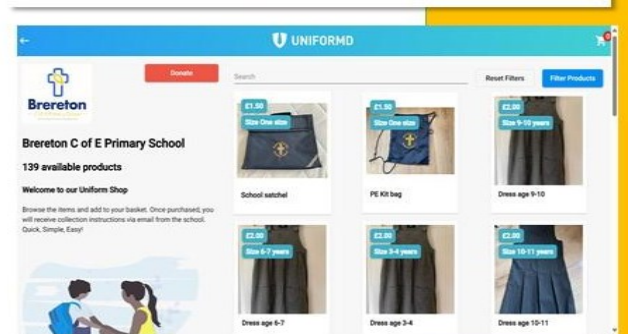 UNIFORMD
0
Brereton
Donate
Search
Reset Filters
Filter Products
Brereton C of E Primary School
139 available products
Welcome to our Uniform Shop
Browse the items and add to your basket. Once purchased, you
will receive collection instructions via email from the school.
Quick, Simple, Easy!
£1.50
Size One size
School satchel
£1.50
Size One size
PE Kit bag
£2.00
Size 9-10 years
Dress age 9-10
£2.00
Size 6-7 years
Dress age 6-7
£2.00
Size 3-4 years
Dress age 3-4
£2.00
Size 10-11 years
Dress age 10-11